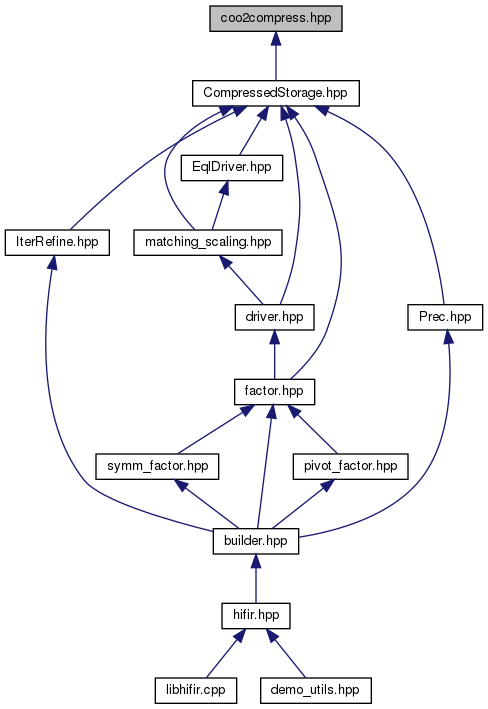 coo2compress.hpp
CompressedStorage.hpp
EqlDriver.hpp
IterRefine.hpp
matching_scaling.hpp
driver.hpp
Prec.hpp
factor.hpp
symm_factor.hpp
pivot_factor.hpp
builder.hpp
hifir.hpp
libhifir.cpp
demo_utils.hpp